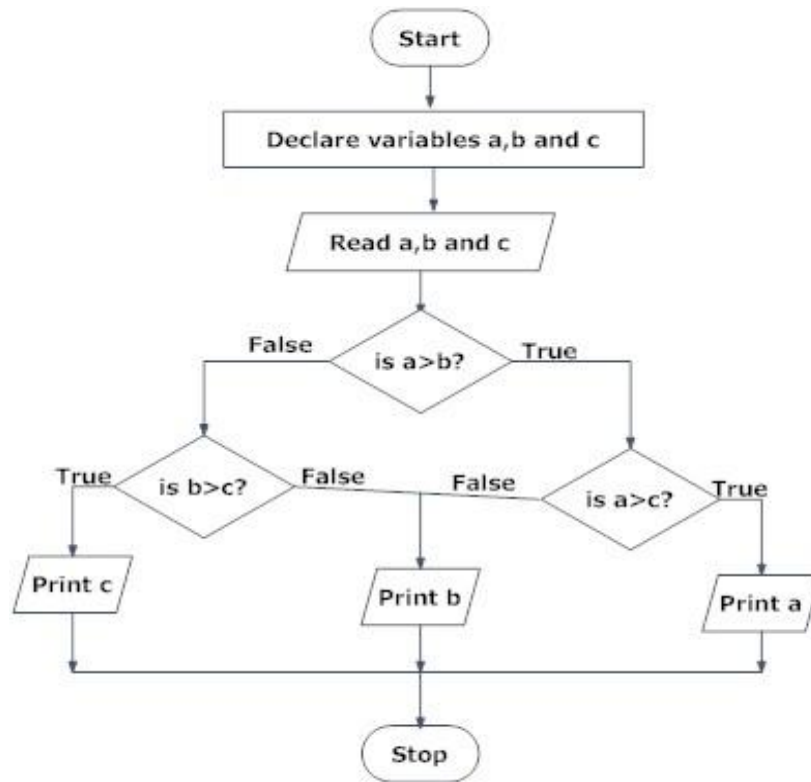 Start
Declare variables a,b and c
Read a,b and c
False
is a>b?
True
True
is b>c?
False
False
is a>c?
True
Print c
Print b
Print a
Stop